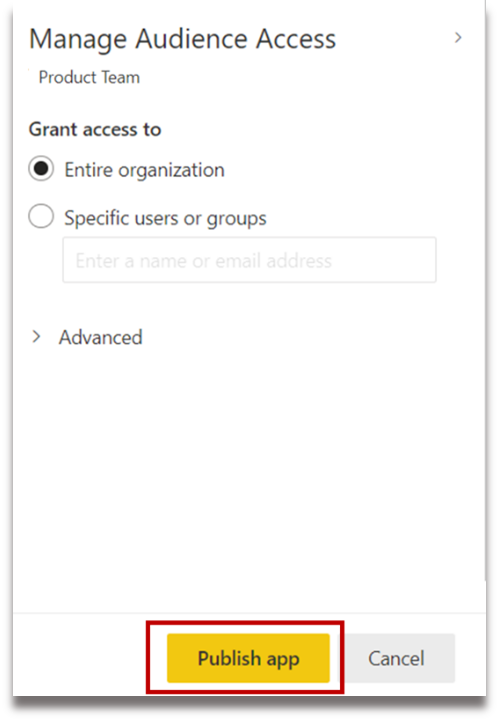 Manage Audience Access
Product Team
Grant access to
Entire organization
Specific users or groups
Enter a name or email address
Advanced
Publish app
Cancel